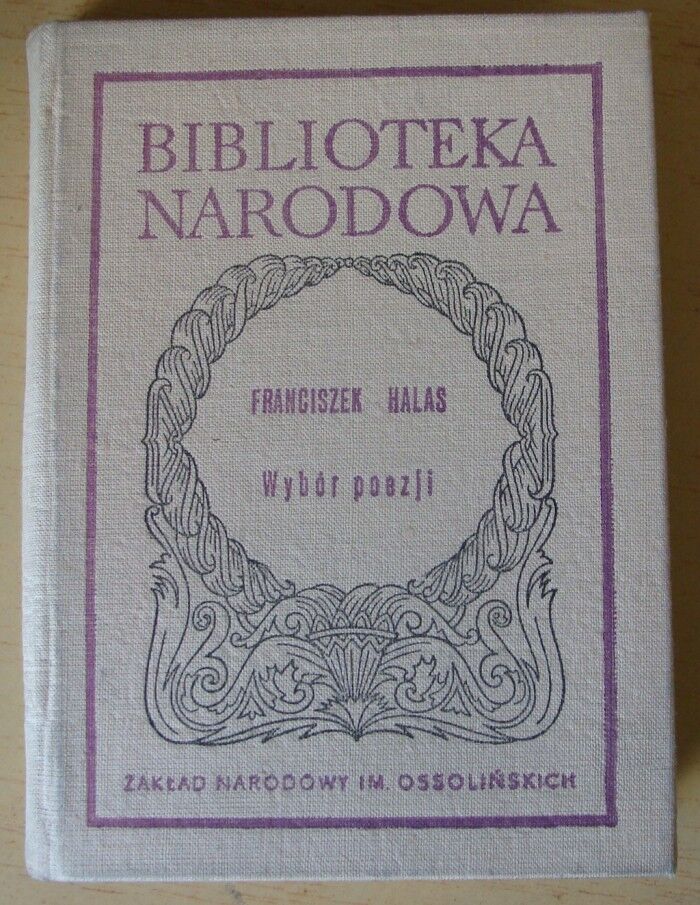 BIBLIOTEKA
NARODOWA
FRANCISZEK HALAS
Wybór poezji
ZAKŁAD NARODOWY IM. OSSOLIŃSKICH